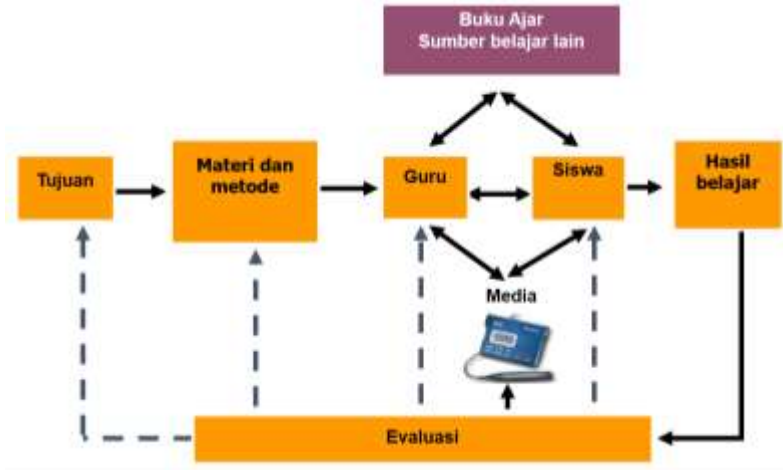 Buku Ajar
Sumber belajar lain
Tujuan
Materi dan
metode
Guru
Siswa
Hasil
belajar
Media
Evaluasi